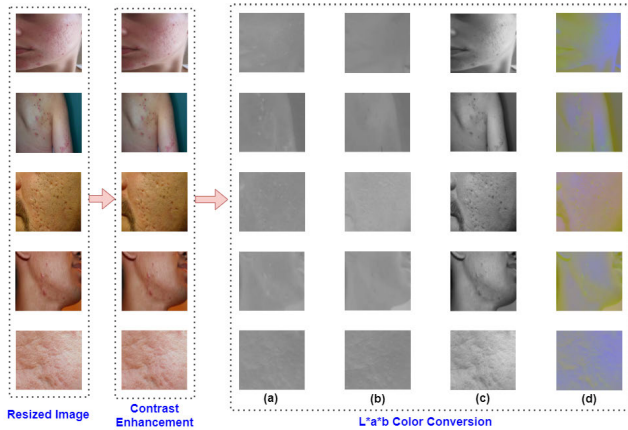 (a) (b) (c) (d)
Resized Image
Contrast
Enhancement
L*a*b Color Conversion